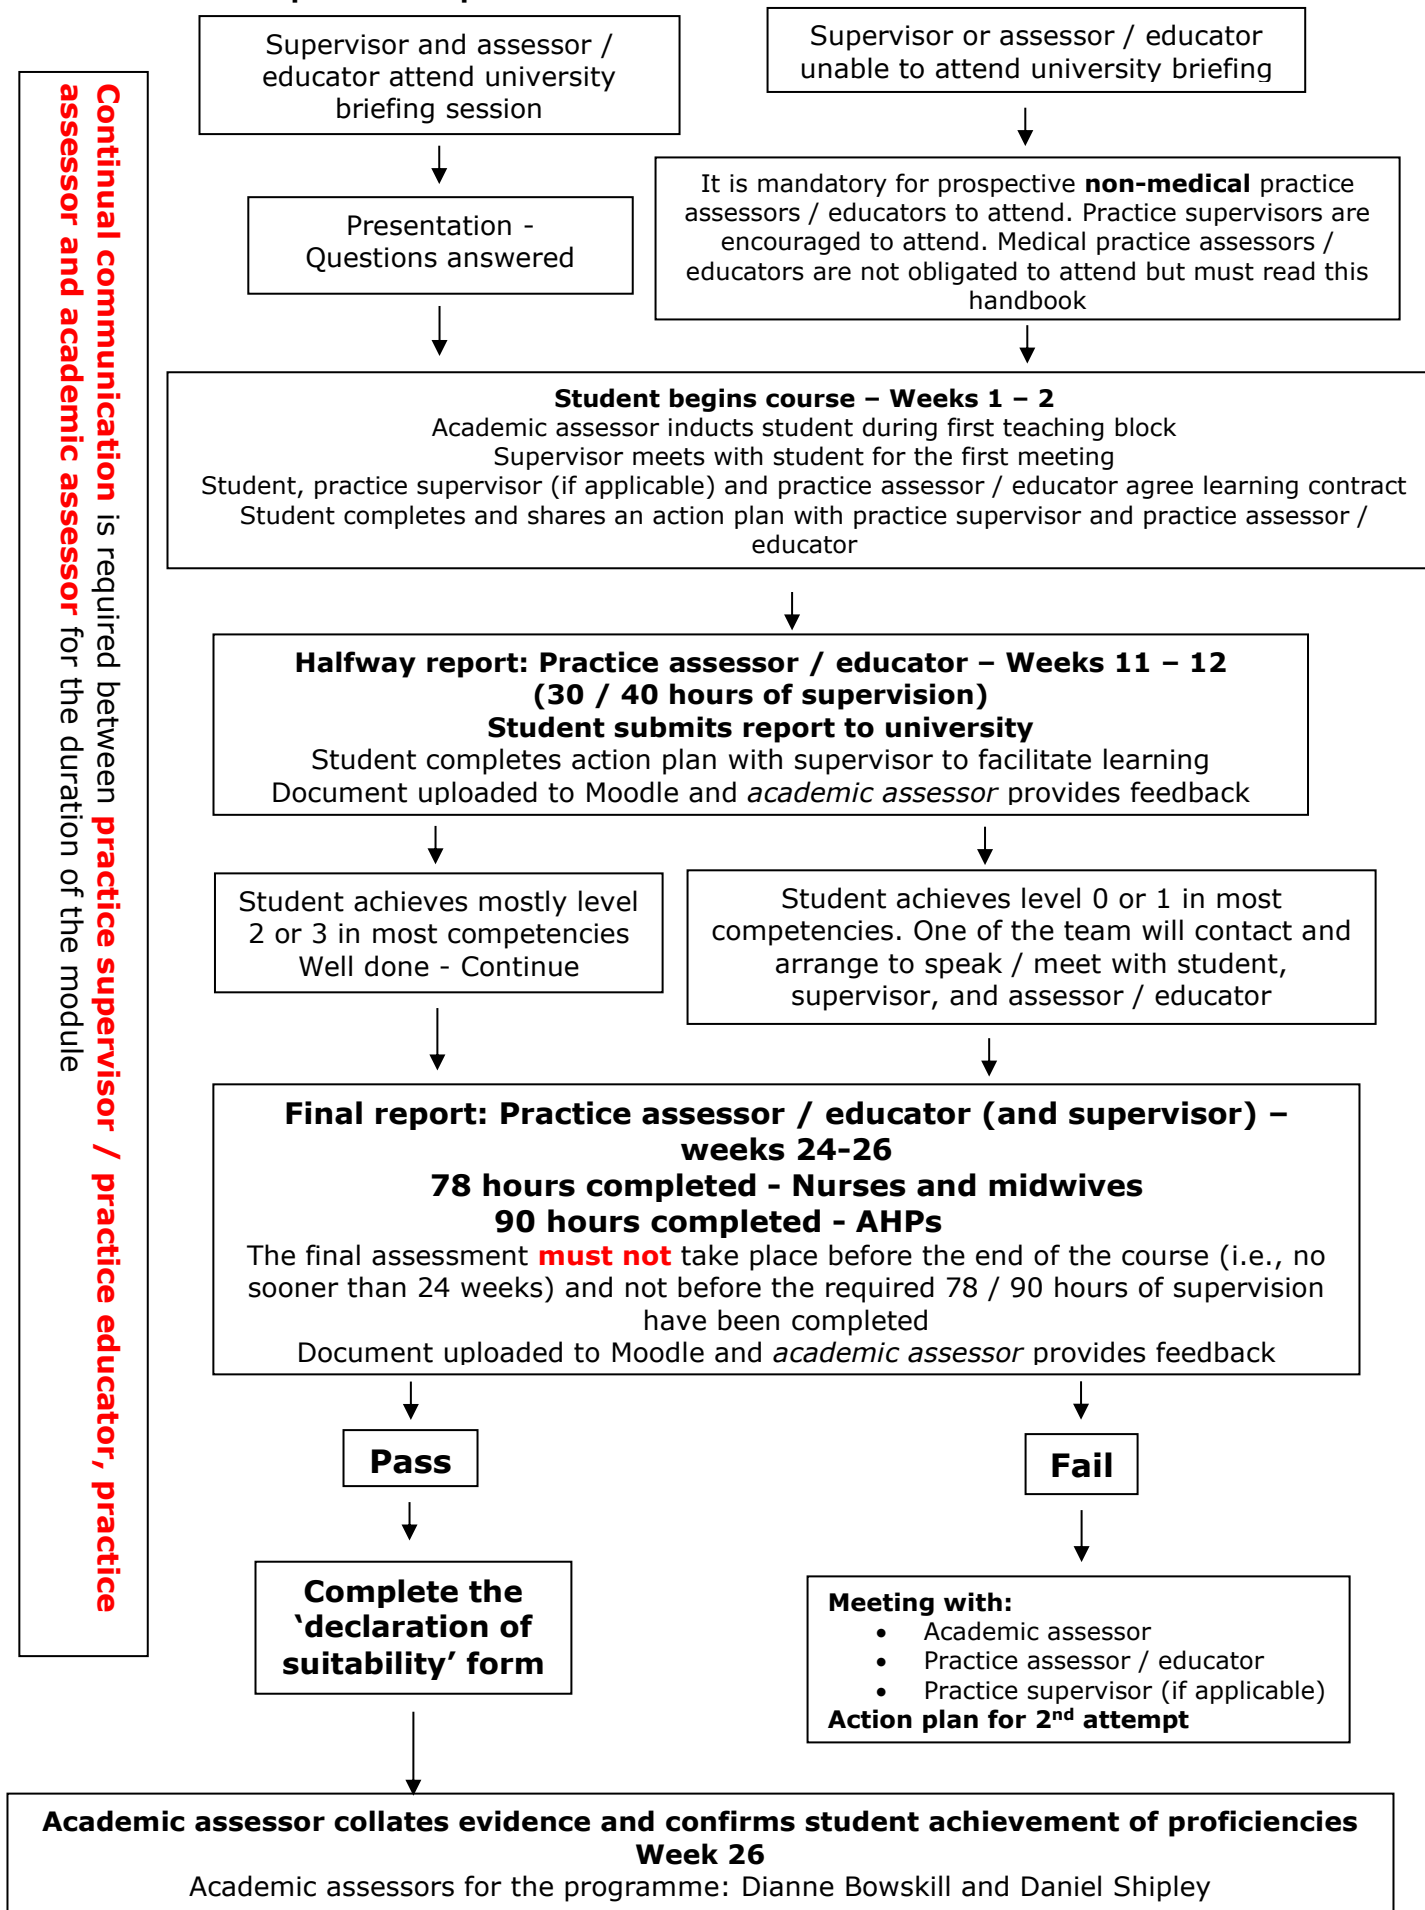 Supervisor and assessor /
educator attend university
briefing session
Supervisor or assessor / educator
unable to attend university briefing
Presentation -
Questions answered
It is mandatory for prospective non-medical practice
assessors / educators to attend. Practice supervisors are
encouraged to attend. Medical practice assessors /
educators are not obligated to attend but must read this
handbook
Continual communication is required between practice supervisor / practice educator, practice
assessor and academic assessor for the duration of the module
Student begins course – Weeks 1 – 2
Academic assessor inducts student during first teaching block
Supervisor meets with student for the first meeting
Student, practice supervisor (if applicable) and practice assessor / educator agree learning contract
Student completes and shares an action plan with practice supervisor and practice assessor /
educator
Halfway report: Practice assessor / educator – Weeks 11 – 12
(30 / 40 hours of supervision)
Student submits report to university
Student completes action plan with supervisor to facilitate learning
Document uploaded to Moodle and academic assessor provides feedback
Student achieves mostly level
2 or 3 in most competencies
Well done - Continue
Student achieves level 0 or 1 in most
competencies. One of the team will contact and
arrange to speak / meet with student,
supervisor, and assessor / educator
Final report: Practice assessor / educator (and supervisor) –
weeks 24-26
78 hours completed - Nurses and midwives
90 hours completed - AHPs
The final assessment must not take place before the end of the course (i.e., no
sooner than 24 weeks) and not before the required 78 / 90 hours of supervision
have been completed
Document uploaded to Moodle and academic assessor provides feedback
Pass
Fail
Complete the
‘declaration of
suitability’ form
Meeting with:
• Academic assessor
• Practice assessor / educator
• Practice supervisor (if applicable)
Action plan for 2nd attempt
Academic assessor collates evidence and confirms student achievement of proficiencies
Week 26
Academic assessors for the programme: Dianne Bowskill and Daniel Shipley